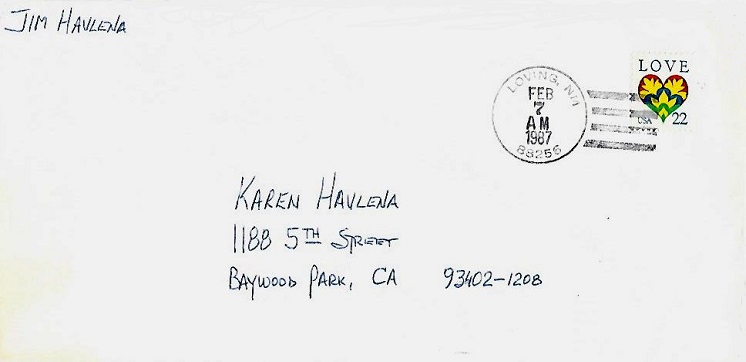 JIM HAVLENA
LOVING, NM
FEB
7
AM
1987
88256
LOVE
USA 22
KAREN HAVLENA
1188 5TH STREET
BAYWOOD PARK, CA 93402-1208